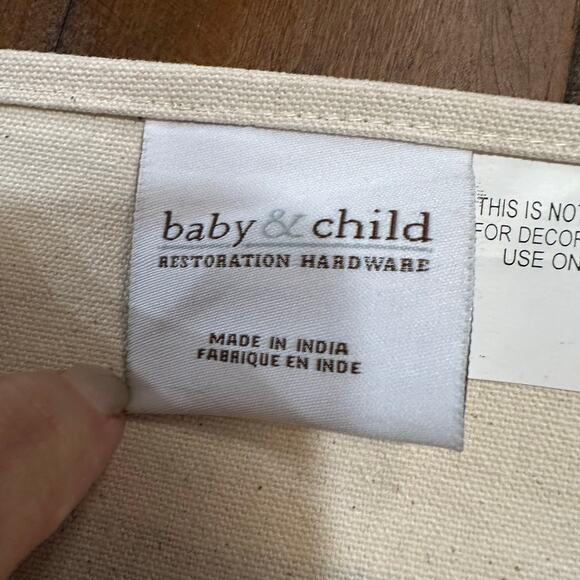 baby & child
RESTORATION HARDWARE
MADE IN INDIA
FABRIQUE EN INDE
THIS IS NOT
FOR DECOR
USE ON